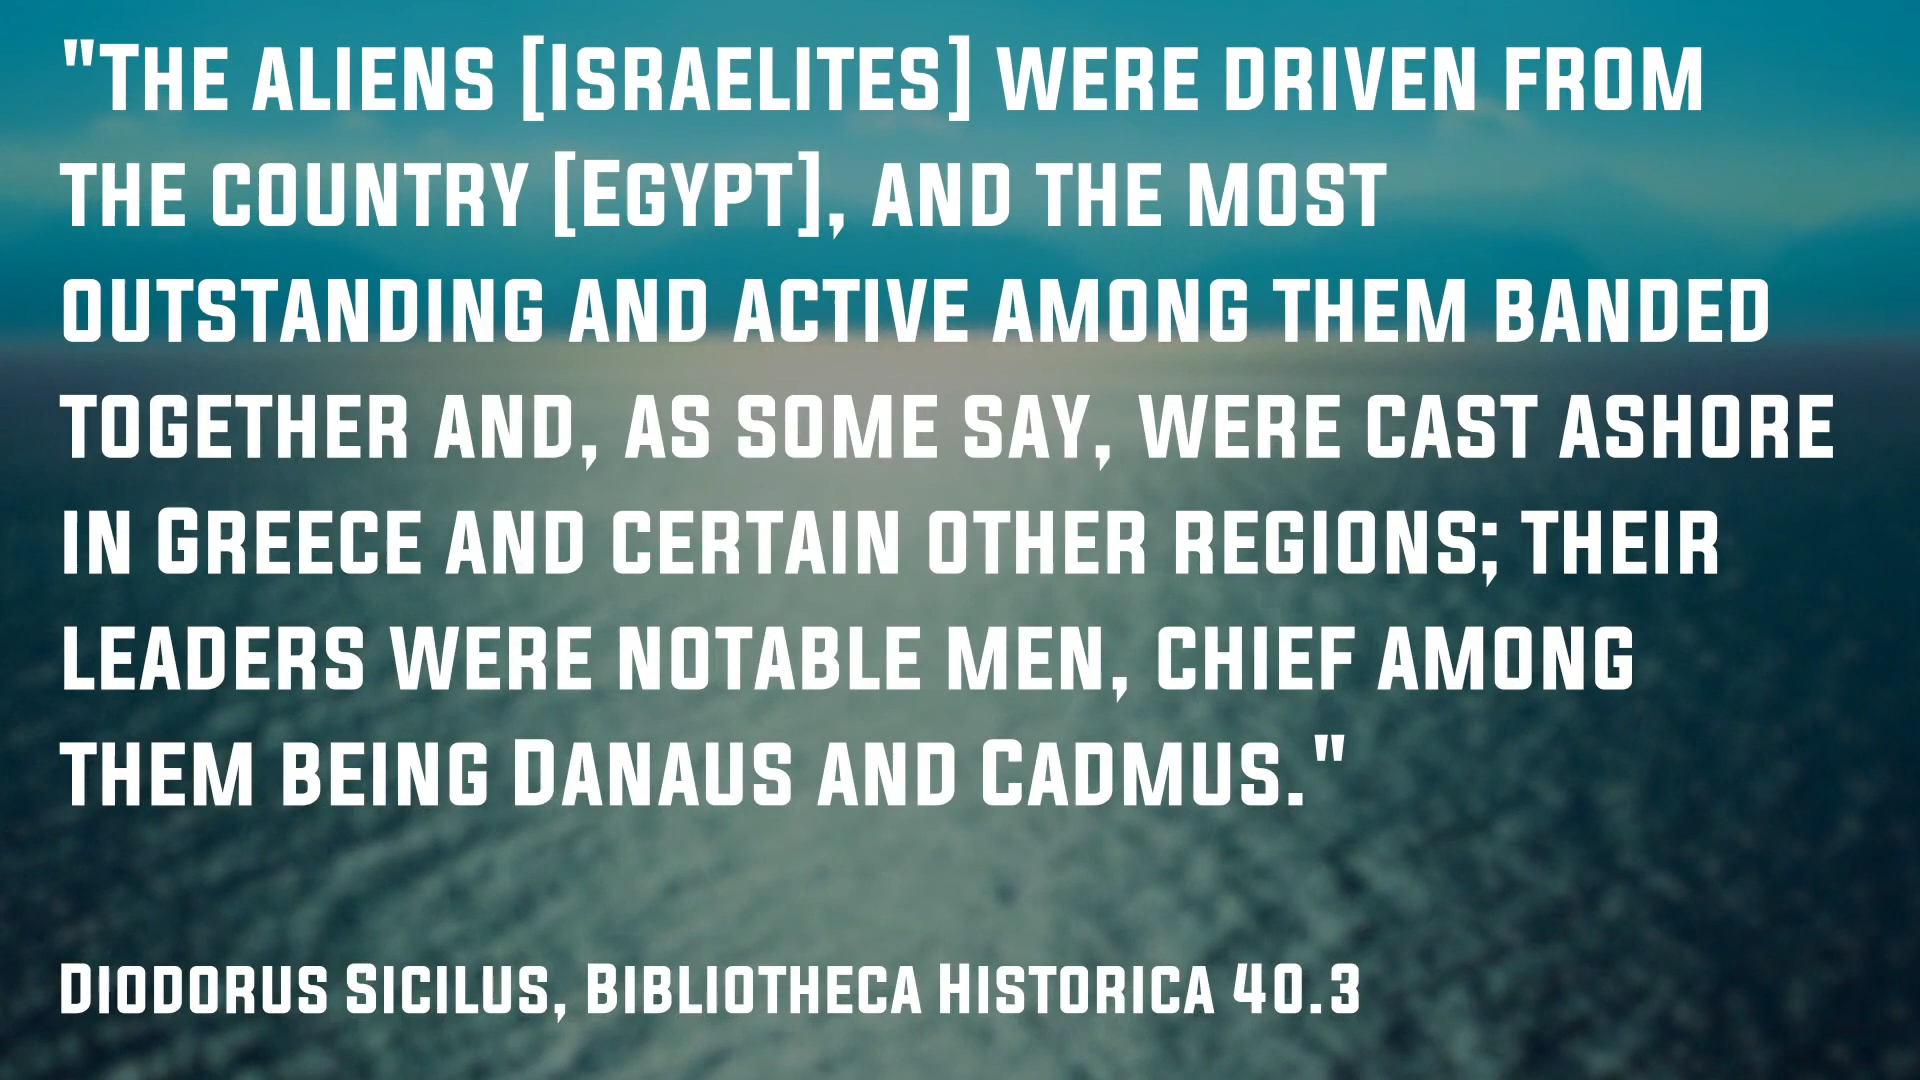 "The aliens [Israelites] were driven from
the country [Egypt], and the most
outstanding and active among them banded
together and, as some say, were cast ashore
in Greece and certain other regions; their
leaders were notable men, chief among
them being Danaus and Cadmus."
Diodorus Sicilus, Bibliotheca Historica 40.3